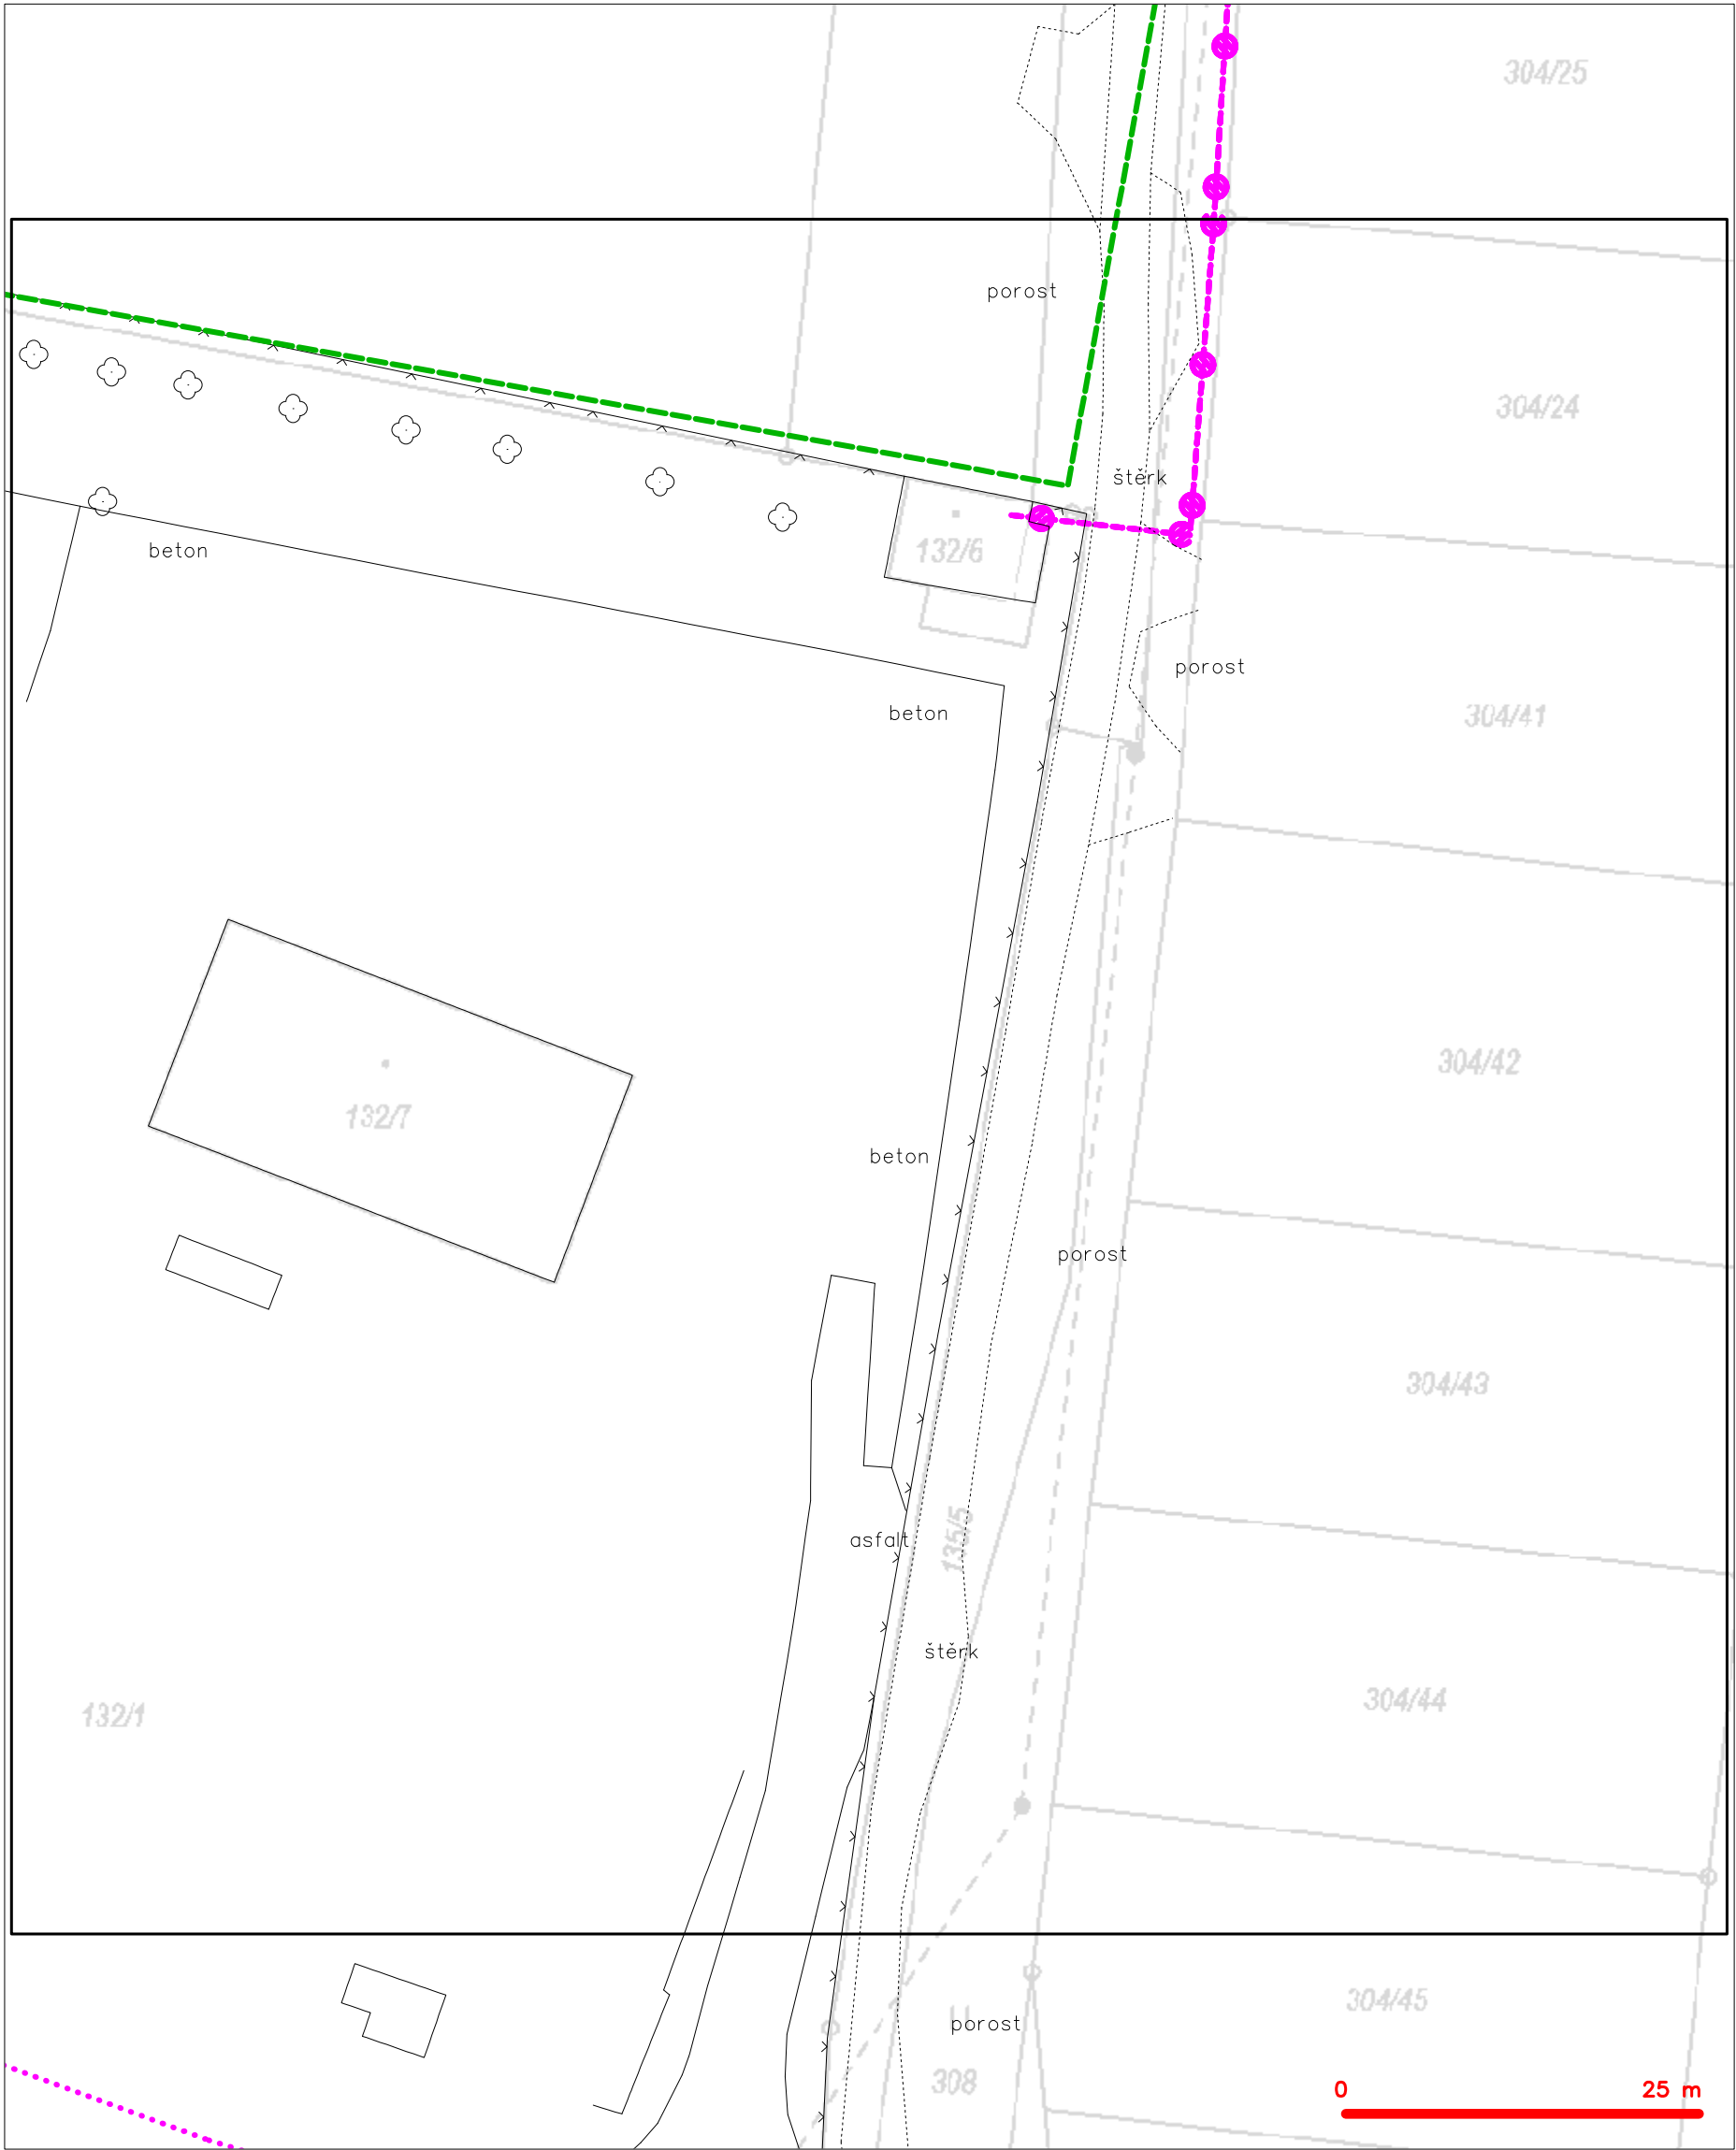 304/25
porost
304/24
štěrk
beton
132/6
porost
304/41
beton
304/42
132/7
beton
porost
304/43
135/5
asfalt
štěrk
304/44
132/1
304/45
porost
308
0 25 m